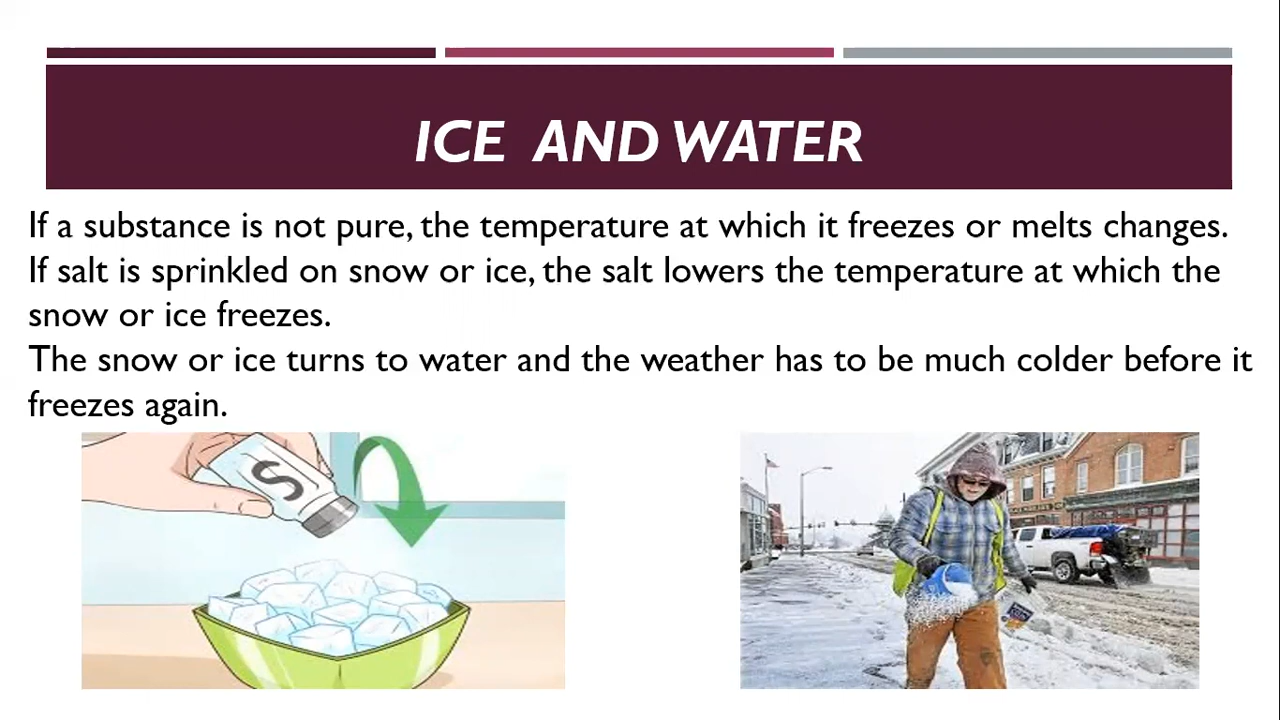 ICE AND WATER
If a substance is not pure, the temperature at which it freezes or melts changes.
If salt is sprinkled on snow or ice, the salt lowers the temperature at which the
snow or ice freezes.
The snow or ice turns to water and the weather has to be much colder before it
freezes again.
S